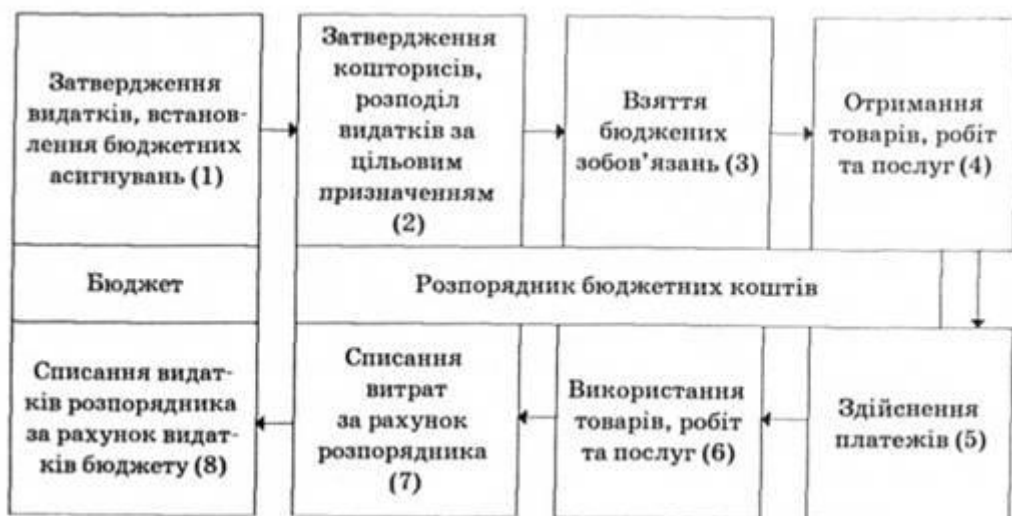 Затвердження
видатків, встанов-
лення бюджетних
асигнувань (1)
Затвердження
кошторисів,
розподіл
видатків за
цільовим
призначенням
(2)
Взяття
бюджених
зобов’язань (3)
Отримання
товарів, робіт
та послуг (4)
Бюджет
Розпорядник бюджетних коштів
Списання видат-
ків розпорядника
за рахунок видат-
ків бюджету (8)
Списання
витрат
за рахунок
розпорядника
(7)
Використання
товарів, робіт
та послуг (6)
Здійснення
платежів (5)